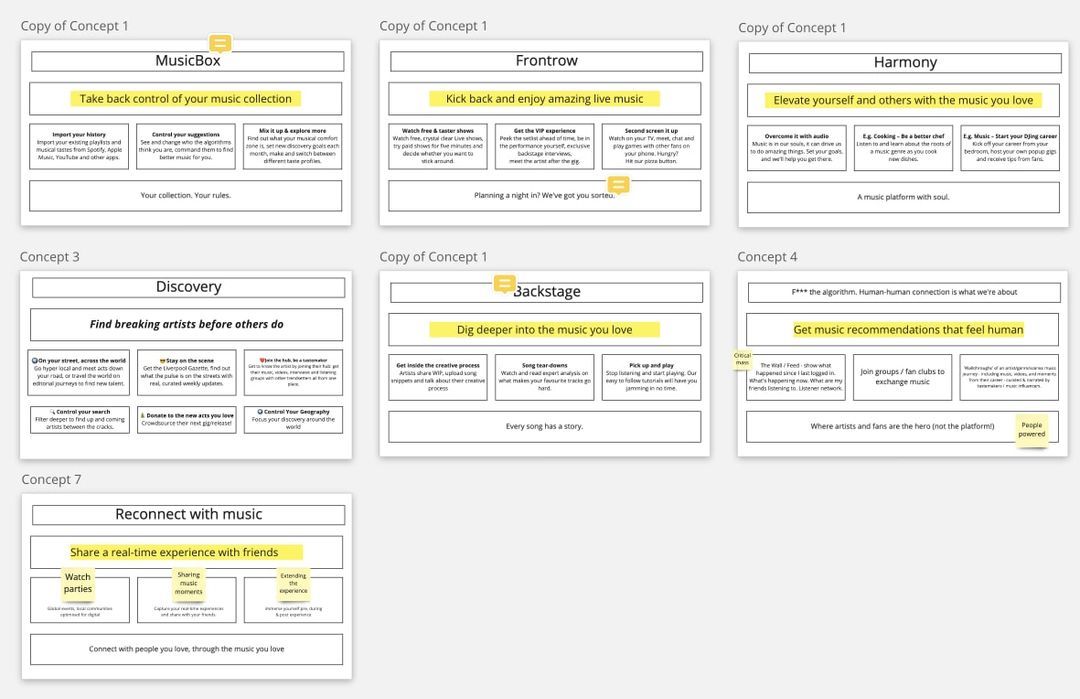 Copy of Concept 1
MusicBox
Take back control of your music collection
Import your history
Import your existing playlists and
musical tastes from Spotify, Apple
Music, YouTube and other apps.
Control your suggestions
See and change who the algorithms
think you are, command them to find
better music for you.
Mix it up & explore more
Find out what your musical comfort
zone is, set new discovery goals each
month, make and switch between
different taste profiles.
Your collection. Your rules.
Copy of Concept 1
Frontrow
Kick back and enjoy amazing live music
Watch free & taster shows
Watch free, crystal clear Live shows,
try paid shows for five minutes and
decide whether you want to
stick around.
Get the VIP experience
Peek the setlist ahead of time, be in
the performance yourself, exclusive
backstage interviews,
meet the artist after the gig.
Second screen it up
Watch on your TV, meet, chat and
play games with other fans on
your phone. Hungry?
Hit our pizza button.
Planning a night in? We've got you sorted.
Copy of Concept 1
Harmony
Elevate yourself and others with the music you love
Overcome it with audio
Music is in our souls, it can drive us
to do amazing things. Set your goals,
and we'll help you get there.
E.g. Cooking – Be a better chef
Listen to and learn about the roots of
a music genre as you cook
new dishes.
E.g. Music – Start your DJing career
Kick off your career from your
bedroom, host your own popup gigs
and receive tips from fans.
A music platform with soul.
Concept 3
Discovery
Find breaking artists before others do
🌍On your street, across the world
Go hyper local and meet acts down
your road, or travel the world on
editorial journeys to find new talent.
😎Stay on the scene
Get the Liverpool Gazette, find out
what the pulse is on the streets with
real, curated weekly updates.
❤️Join the hub, be a tastemaker
Get to know the artist by joining their hub: get
their music, videos, interviews and listening
groups with other trendsetters all from one
place.
🔍 Control your search
Filter deeper to find up and coming
artists between the cracks.
Donate to the new acts you love
Crowdsource their next gig/release!
🌍 Control Your Geography
Focus your discovery around the
world
Copy of Concept 1
Backstage
Dig deeper into the music you love
Get inside the creative process
Artists share WIP, upload song
snippets and talk about their creative
process
Song tear-downs
Watch and read expert analysis on
what makes your favourite tracks go
hard.
Pick up and play
Stop listening and start playing. Our
easy to follow tutorials will have you
jamming in no time.
Every song has a story.
Concept 4
F*** the algorithm. Human-human connection is what we're about
Get music recommendations that feel human
Critical
mass
The Wall / Feed - show what
happened since I last logged in.
What's happening now. What are my
friends listening to. Listener network.
Join groups / fan clubs to
exchange music
'Walkthroughs' of an artist/genre/scenes music
journey - including music, videos, and moments
from their career - curated & narrated by
tastemakers / music influencers.
Where artists and fans are the hero (not the platform!)
People
powered
Concept 7
Reconnect with music
Share a real-time experience with friends
Watch
parties
Global events, local communities
optimised for digital
Sharing
music
moments
Capture your real-time experiences
and share with your friends.
Extending
the
experience
Immerse yourself pre, during
& post experience
Connect with people you love, through the music you love